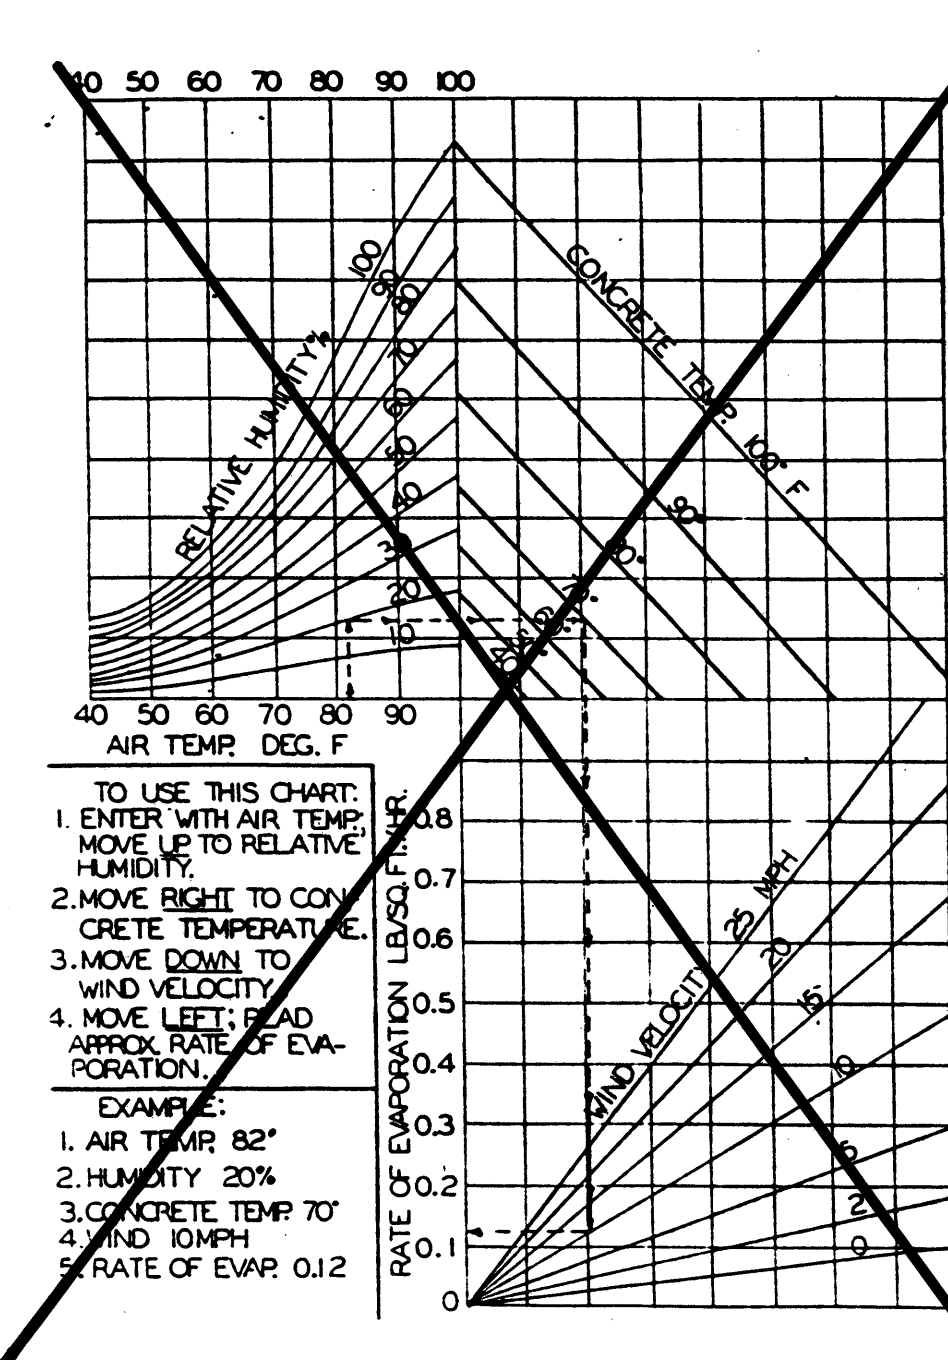 40 50 60 70 80 90 100
CONCRETE TEMP. 100° F
90°
80°
70°
60°
RELATIVE HUMIDITY %
100
90
80
70
60
50
40
20
10
40 50 60 70 80 90
AIR TEMP. DEG. F
TO USE THIS CHART:
1. ENTER WITH AIR TEMP;
MOVE UP TO RELATIVE
HUMIDITY.
2. MOVE RIGHT TO CON-
CRETE TEMPERATURE.
3. MOVE DOWN TO
WIND VELOCITY
4. MOVE LEFT; READ
APPROX. RATE OF EVA-
PORATION.
EXAMPLE:
1. AIR TEMP. 82°
2. HUMIDITY 20%
3. CONCRETE TEMP. 70°
4. WIND 10 MPH
5. RATE OF EVAP. 0.12
RATE OF EVAPORATION LB/SQ. FT./HR.
0.8
0.7
0.6
0.5
0.4
0.3
0.2
0.1
0
WIND VELOCITY 25 MPH
20
15
10
5
2
0